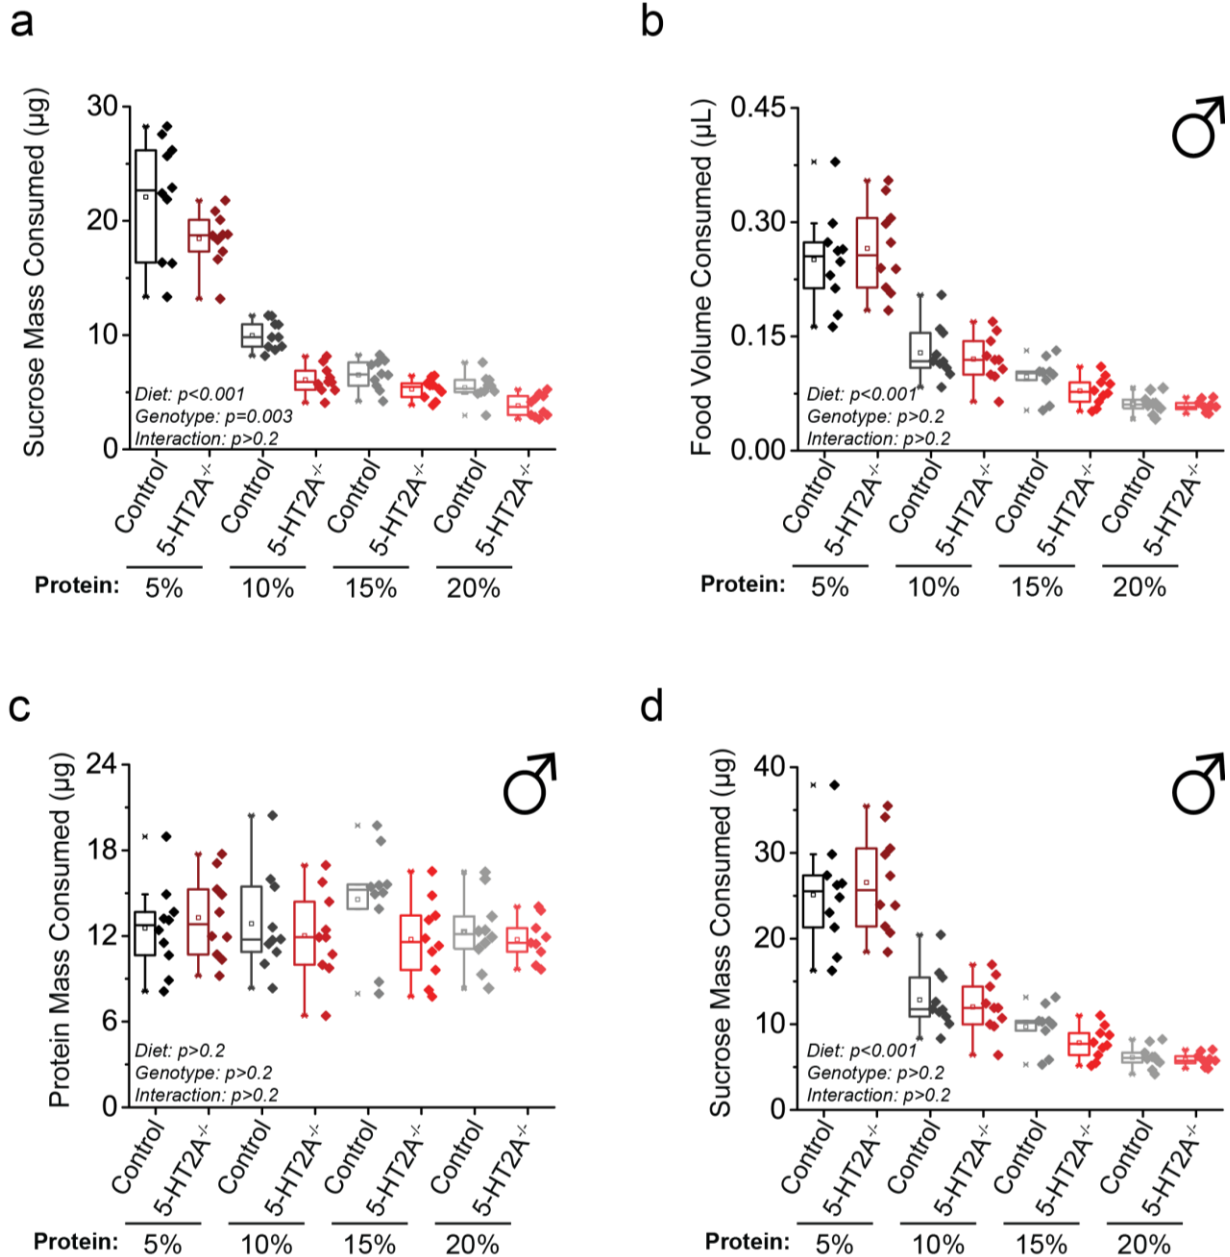 a
Sucrose Mass Consumed (µg)
30
20
10
0
Diet: p<0.001
Genotype: p=0.003
Interaction: p>0.2
Control
5-HT2A-/-
Control
5-HT2A-/-
Control
5-HT2A-/-
Control
5-HT2A-/-
Protein: 5% 10% 15% 20%
b
Food Volume Consumed (µL)
0.45
0.30
0.15
0.00
Diet: p<0.001
Genotype: p>0.2
Interaction: p>0.2
Control
5-HT2A-/-
Control
5-HT2A-/-
Control
5-HT2A-/-
Control
5-HT2A-/-
Protein: 5% 10% 15% 20%
c
Protein Mass Consumed (µg)
24
18
12
6
0
Diet: p>0.2
Genotype: p>0.2
Interaction: p>0.2
Control
5-HT2A-/-
Control
5-HT2A-/-
Control
5-HT2A-/-
Control
5-HT2A-/-
Protein: 5% 10% 15% 20%
d
Sucrose Mass Consumed (µg)
40
30
20
10
0
Diet: p<0.001
Genotype: p>0.2
Interaction: p>0.2
Control
5-HT2A-/-
Control
5-HT2A-/-
Control
5-HT2A-/-
Control
5-HT2A-/-
Protein: 5% 10% 15% 20%